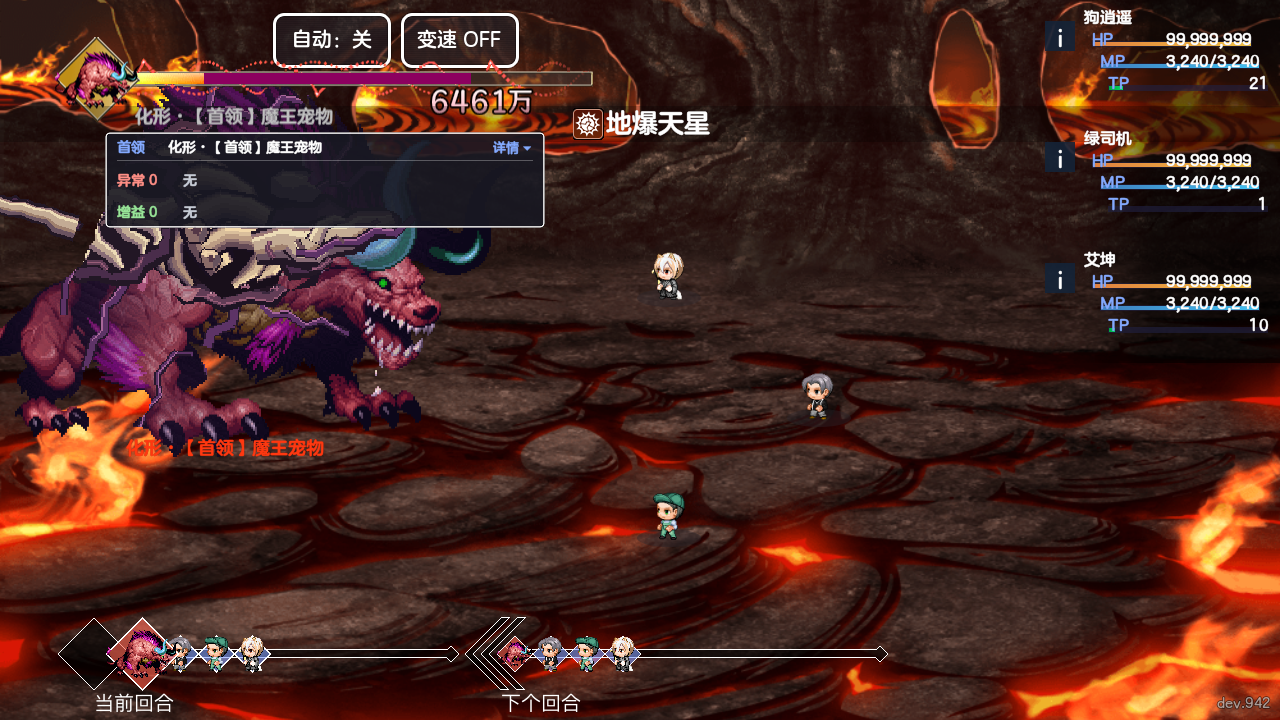 自动：关
变速 OFF
6461万
化形·【首领】魔王宠物
地爆天星
首领 化形·【首领】魔王宠物 详情
异常 0 无
增益 0 无
化形·【首领】魔王宠物
狗逍遥
HP 99,999,999
MP 3,240/3,240
TP 21
绿司机
HP 99,999,999
MP 3,240/3,240
TP 1
艾坤
HP 99,999,999
MP 3,240/3,240
TP 10
当前回合
下个回合
dev.942